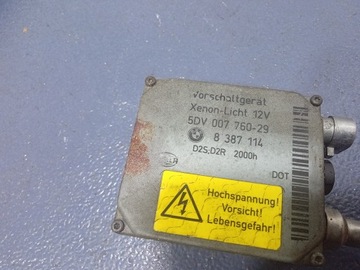 Vorschaltgerät
Xenon-Licht 12V
5DV 007 760-29
8 387 114
D2S,D2R 2000h
DOT
Hochspannung!
Vorsicht!
Lebensgefahr!